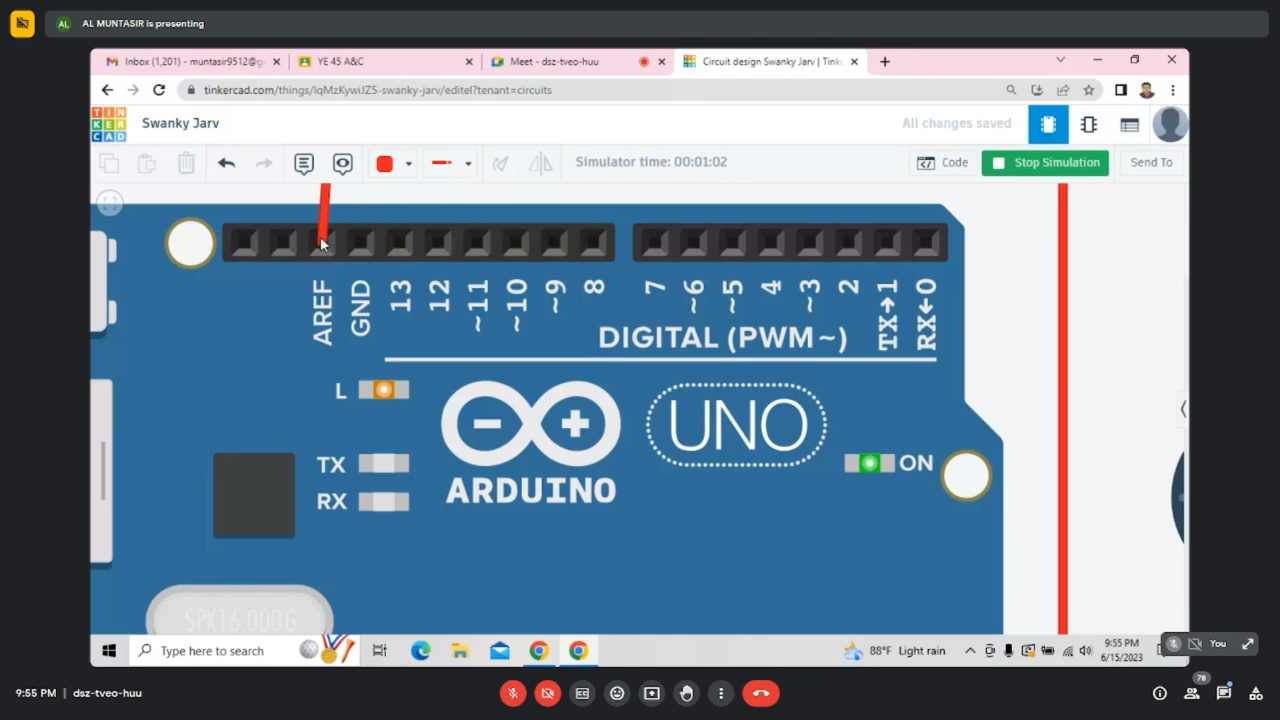 AL AL MUNTASIR is presenting
Inbox (1,201) - muntasir9512@g
YE 45 A&C
Meet - dsz-tveo-huu
Circuit design Swanky Jarv | Tink
tinkercad.com/things/lqMzKywiJZ5-swanky-jarv/editel?tenant=circuits
TIN
KER
CAD
Swanky Jarv
All changes saved
Simulator time: 00:01:02
Code
Stop Simulation
Send To
AREF
GND
13
12
~11
~10
~9
8
7
~6
~5
4
~3
2
TX→1
RX←0
DIGITAL (PWM~)
L
TX
RX
UNO
ON
ARDUINO
SPK16.000G
Type here to search
88°F Light rain
9:55 PM
6/15/2023
You
9:55 PM | dsz-tveo-huu
78